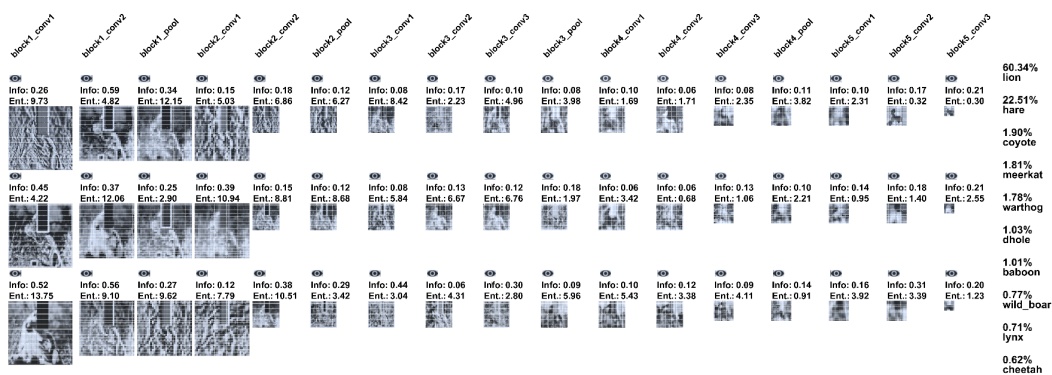 block1_conv1 block1_conv2 block1_pool block2_conv1 block2_conv2 block2_pool block3_conv1 block3_conv2 block3_conv3 block3_pool block4_conv1 block4_conv2 block4_conv3 block4_pool block5_conv1 block5_conv2 block5_conv3
60.34%
lion
Info: 0.26 Info: 0.59 Info: 0.34 Info: 0.15 Info: 0.18 Info: 0.12 Info: 0.08 Info: 0.17 Info: 0.10 Info: 0.08 Info: 0.10 Info: 0.06 Info: 0.08 Info: 0.11 Info: 0.10 Info: 0.17 Info: 0.21
Ent.: 9.73 Ent.: 4.82 Ent.: 12.15 Ent.: 5.03 Ent.: 6.86 Ent.: 6.27 Ent.: 8.42 Ent.: 2.23 Ent.: 4.96 Ent.: 3.98 Ent.: 1.69 Ent.: 1.71 Ent.: 2.35 Ent.: 3.82 Ent.: 2.31 Ent.: 0.32 Ent.: 0.30
22.51%
hare
1.90%
coyote
1.81%
meerkat
Info: 0.45 Info: 0.37 Info: 0.25 Info: 0.39 Info: 0.15 Info: 0.12 Info: 0.08 Info: 0.13 Info: 0.12 Info: 0.18 Info: 0.06 Info: 0.06 Info: 0.13 Info: 0.10 Info: 0.14 Info: 0.18 Info: 0.21
Ent.: 4.22 Ent.: 12.06 Ent.: 2.90 Ent.: 10.94 Ent.: 8.81 Ent.: 8.68 Ent.: 5.84 Ent.: 6.67 Ent.: 6.76 Ent.: 1.97 Ent.: 3.42 Ent.: 0.68 Ent.: 1.06 Ent.: 2.21 Ent.: 0.95 Ent.: 1.40 Ent.: 2.55
1.78%
warthog
1.03%
dhole
1.01%
baboon
Info: 0.52 Info: 0.56 Info: 0.27 Info: 0.12 Info: 0.38 Info: 0.29 Info: 0.44 Info: 0.06 Info: 0.30 Info: 0.09 Info: 0.10 Info: 0.12 Info: 0.09 Info: 0.14 Info: 0.16 Info: 0.31 Info: 0.20
Ent.: 13.75 Ent.: 9.10 Ent.: 9.62 Ent.: 7.79 Ent.: 10.51 Ent.: 3.42 Ent.: 3.04 Ent.: 4.31 Ent.: 2.80 Ent.: 5.96 Ent.: 5.43 Ent.: 3.38 Ent.: 4.11 Ent.: 0.91 Ent.: 3.92 Ent.: 3.39 Ent.: 1.23
0.77%
wild_boar
0.71%
lynx
0.62%
cheetah